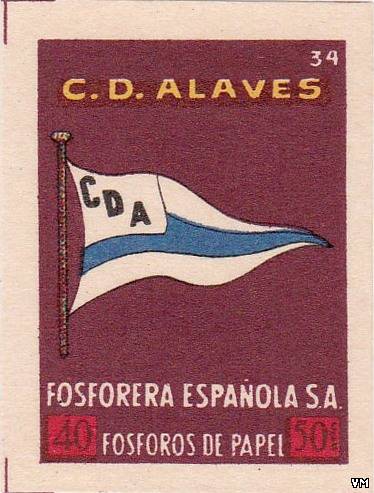 34
C.D. ALAVES
CDA
FOSFORERA ESPAÑOLA S.A.
40 FOSFOROS DE PAPEL 50¢
VM